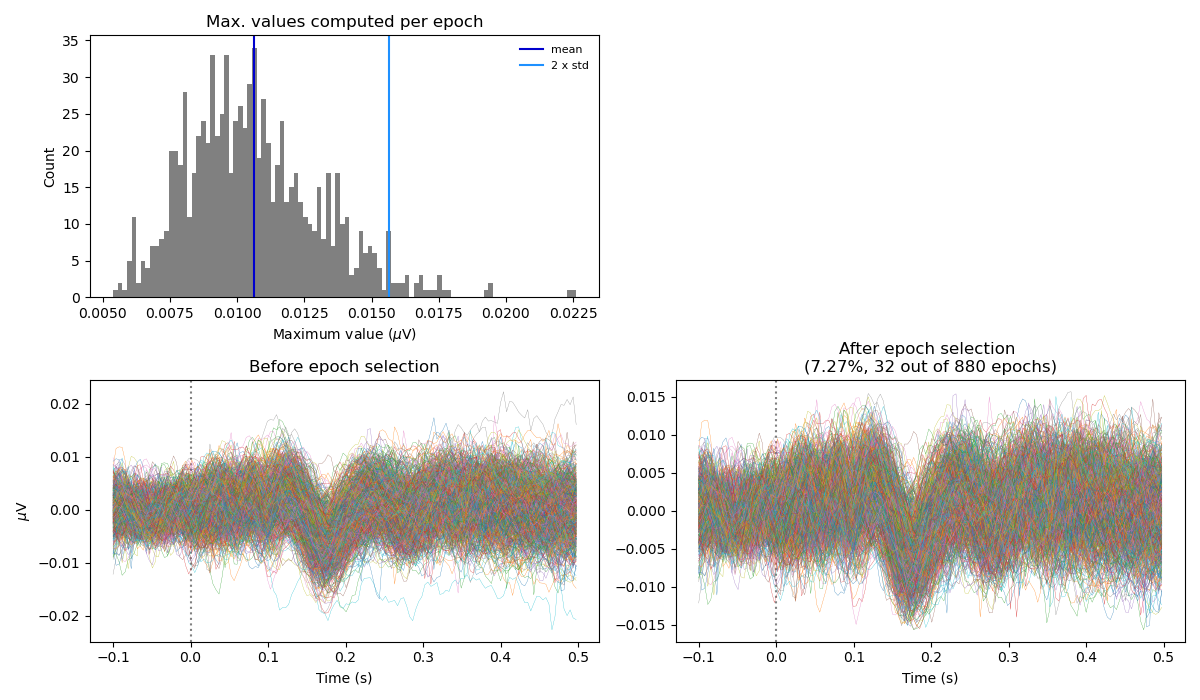 Max. values computed per epoch
35
30
25
20
15
10
5
0
Count
mean
2 x std
0.0050 0.0075 0.0100 0.0125 0.0150 0.0175 0.0200 0.0225
Maximum value (μV)
Before epoch selection
0.02
0.01
0.00
−0.01
−0.02
μV
−0.1 0.0 0.1 0.2 0.3 0.4 0.5
Time (s)
After epoch selection
(7.27%, 32 out of 880 epochs)
0.015
0.010
0.005
0.000
−0.005
−0.010
−0.015
−0.1 0.0 0.1 0.2 0.3 0.4 0.5
Time (s)